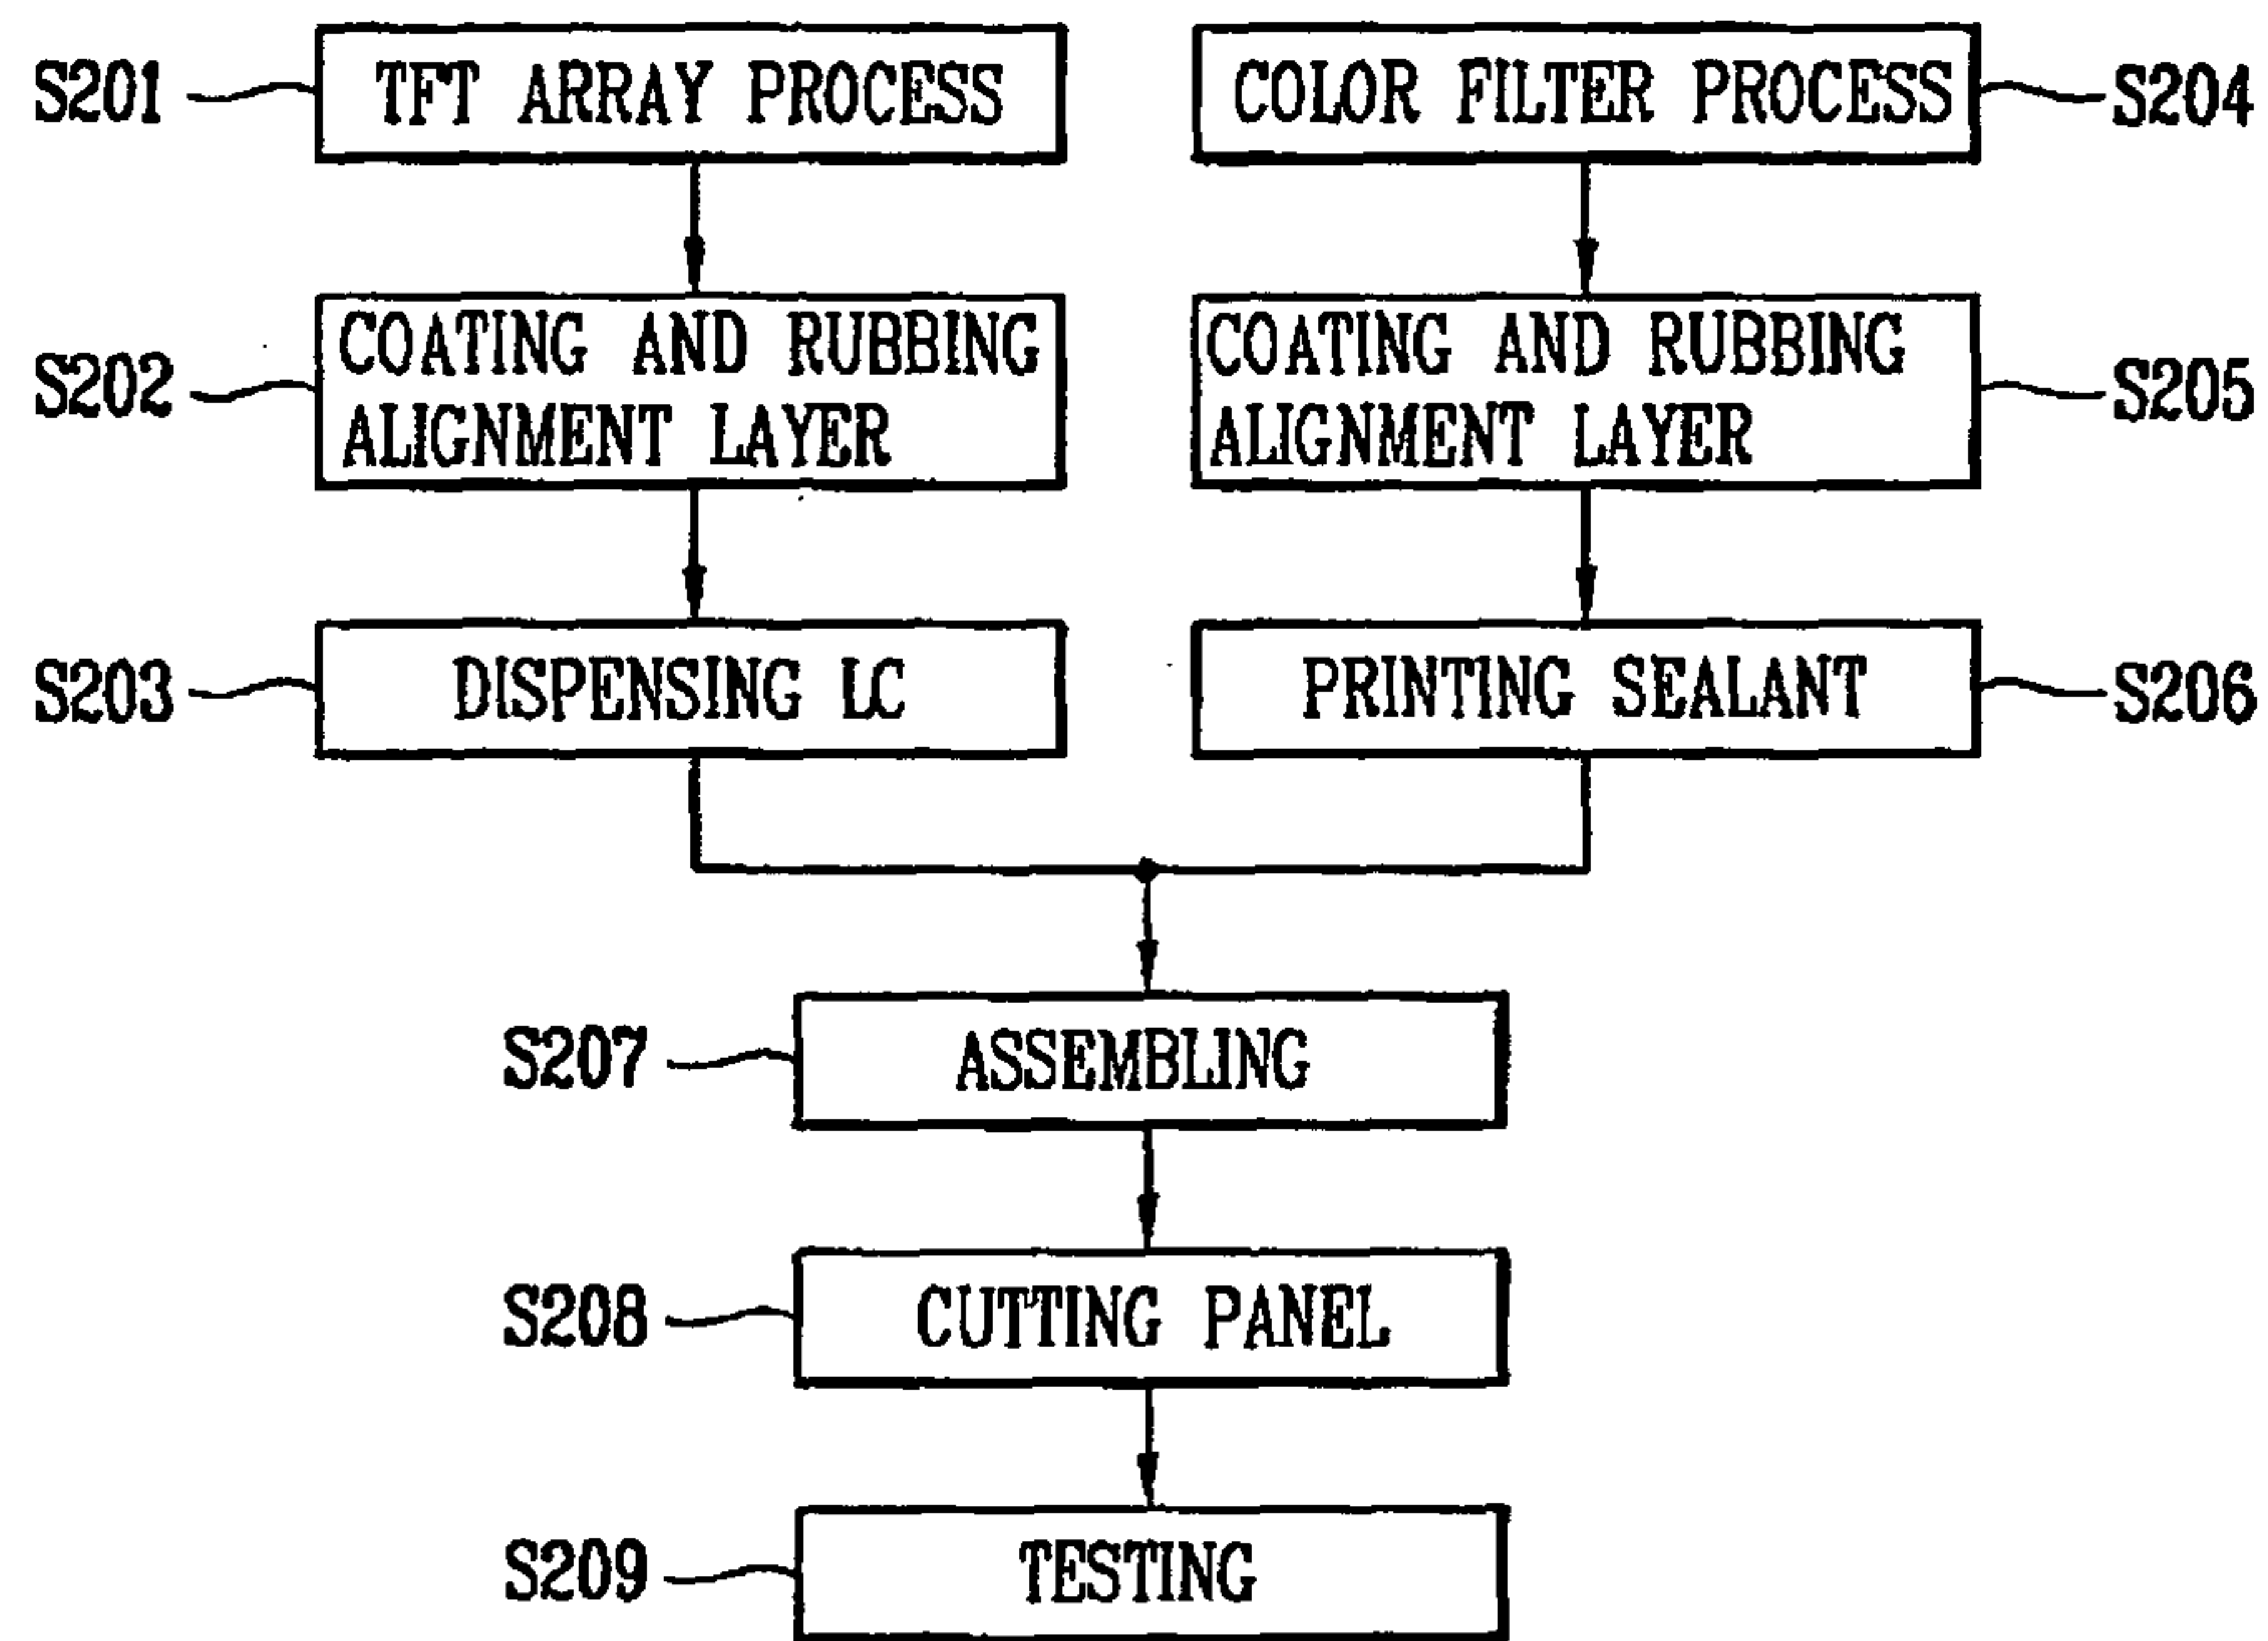 S201
TFT ARRAY PROCESS
COLOR FILTER PROCESS
S204
S202
COATING AND RUBBING
ALIGNMENT LAYER
COATING AND RUBBING
ALIGNMENT LAYER
S205
S203
DISPENSING LC
PRINTING SEALANT
S206
S207
ASSEMBLING
S208
CUTTING PANEL
S209
TESTING